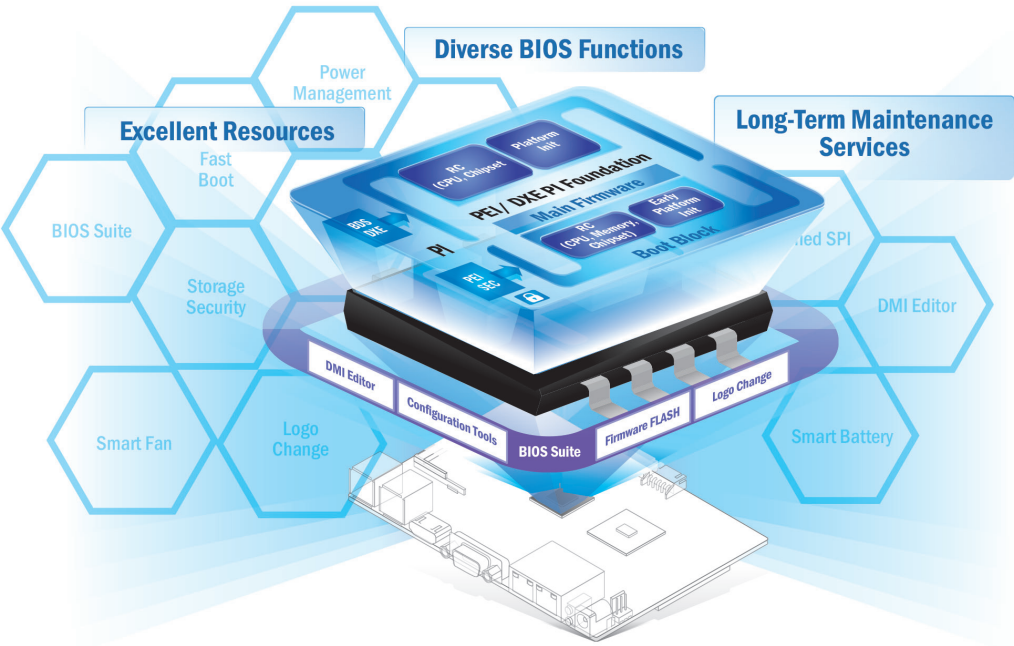 Diverse BIOS Functions
Power
Management
Excellent Resources
Long-Term Maintenance
Services
Fast
Boot
BIOS Suite
Storage
Security
Smart Fan
Logo
Change
SPI
DMI Editor
Smart Battery
RC
(CPU, Chipset
Platform
Init
PEI/ DXE PI Foundation
Main Firmware
BDS
DXE
PI
RC
(CPU, Memory,
Chipset)
Early
Platform
Init
Boot Block
PEI
SEC
DMI Editor
Configuration Tools
BIOS Suite
Firmware FLASH
Logo Change